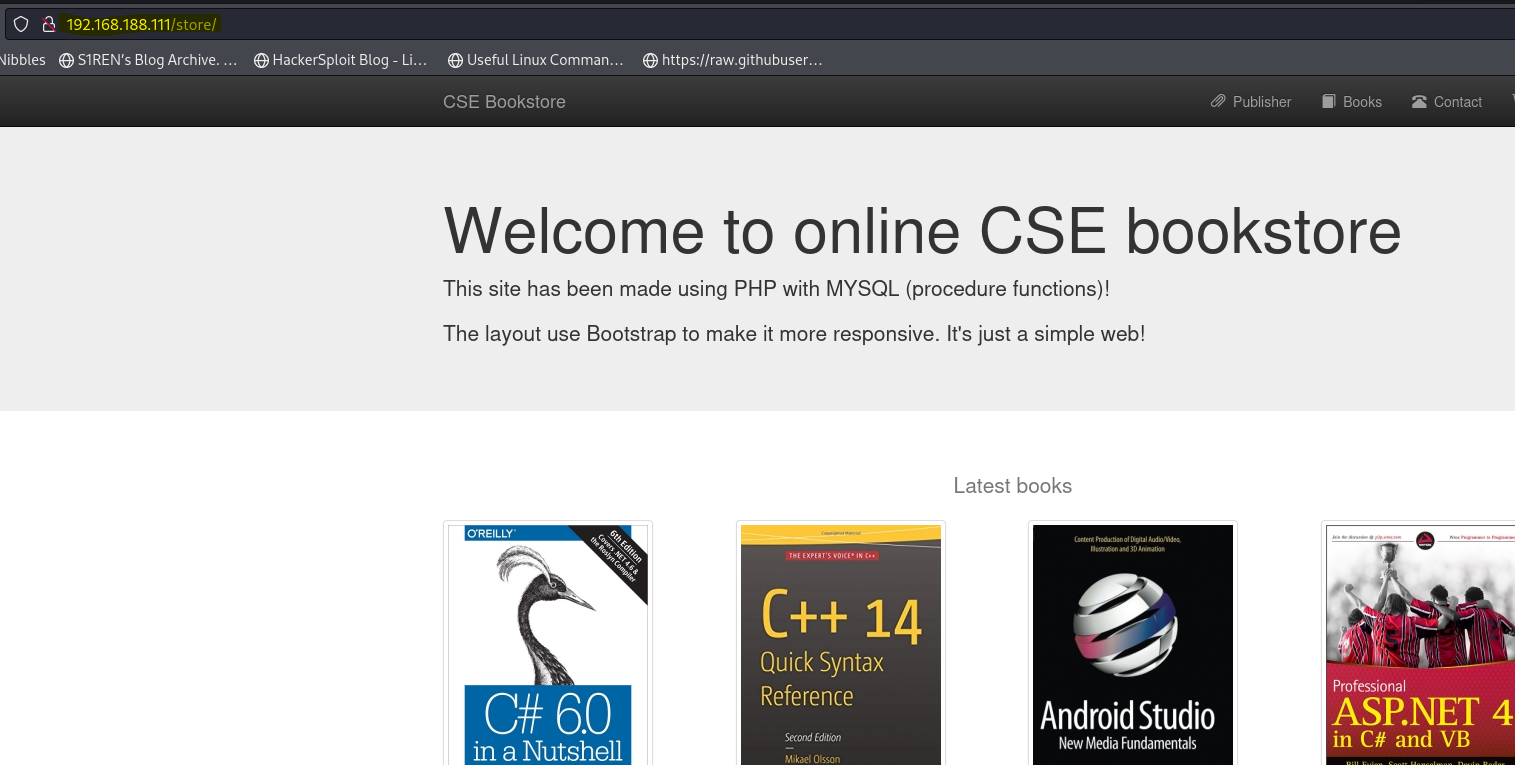 192.168.188.111/store/
Nibbles S1REN's Blog Archive. ... HackerSploit Blog - Li... Useful Linux Comman... https://raw.githubuser...
CSE Bookstore Publisher Books Contact
Welcome to online CSE bookstore
This site has been made using PHP with MYSQL (procedure functions)!
The layout use Bootstrap to make it more responsive. It's just a simple web!
Latest books
O'REILLY
6th Edition
Covers .NET 4.6 &
the Roslyn Compiler
C# 6.0
in a Nutshell
THE EXPERT'S VOICE® IN C++
C++ 14
Quick Syntax
Reference
Second Edition
Mikael Olsson
Content Production of Digital Audio/Video,
Illustration and 3D Animation
Android Studio
New Media Fundamentals
Professional
ASP.NET 4
in C# and VB